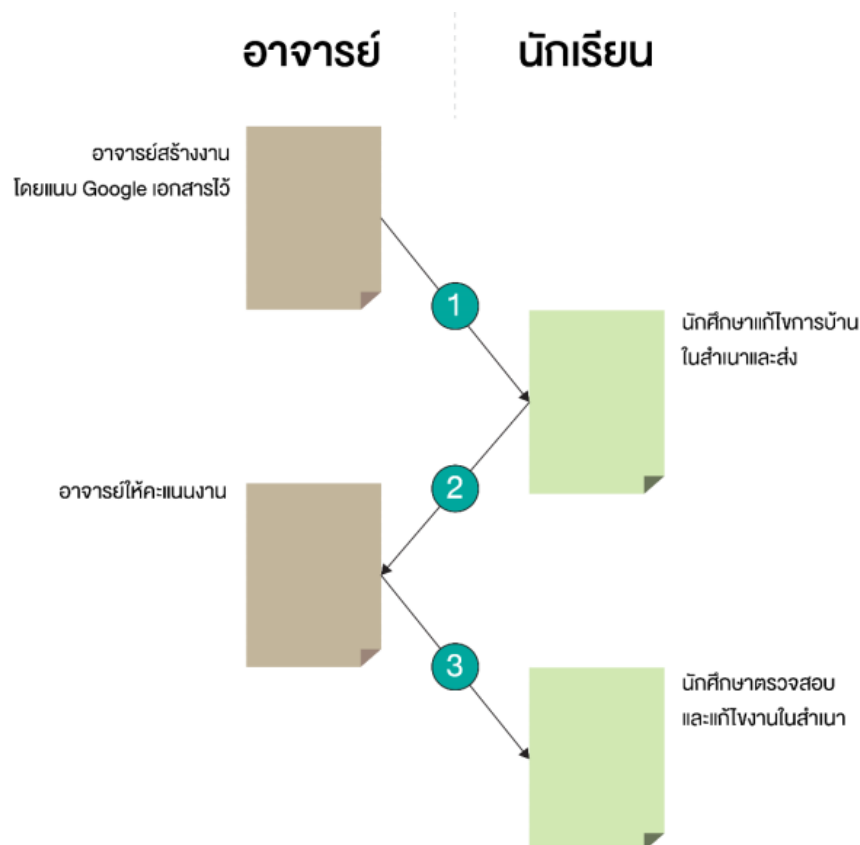 อาจารย์
นักเรียน
อาจารย์สร้างงาน
โดยแนบ Google เอกสารไว้
1
นักศึกษาแก้ไขการบ้าน
ในสำเนาและส่ง
2
อาจารย์ให้คะแนนงาน
3
นักศึกษาตรวจสอบ
และแก้ไขงานในสำเนา